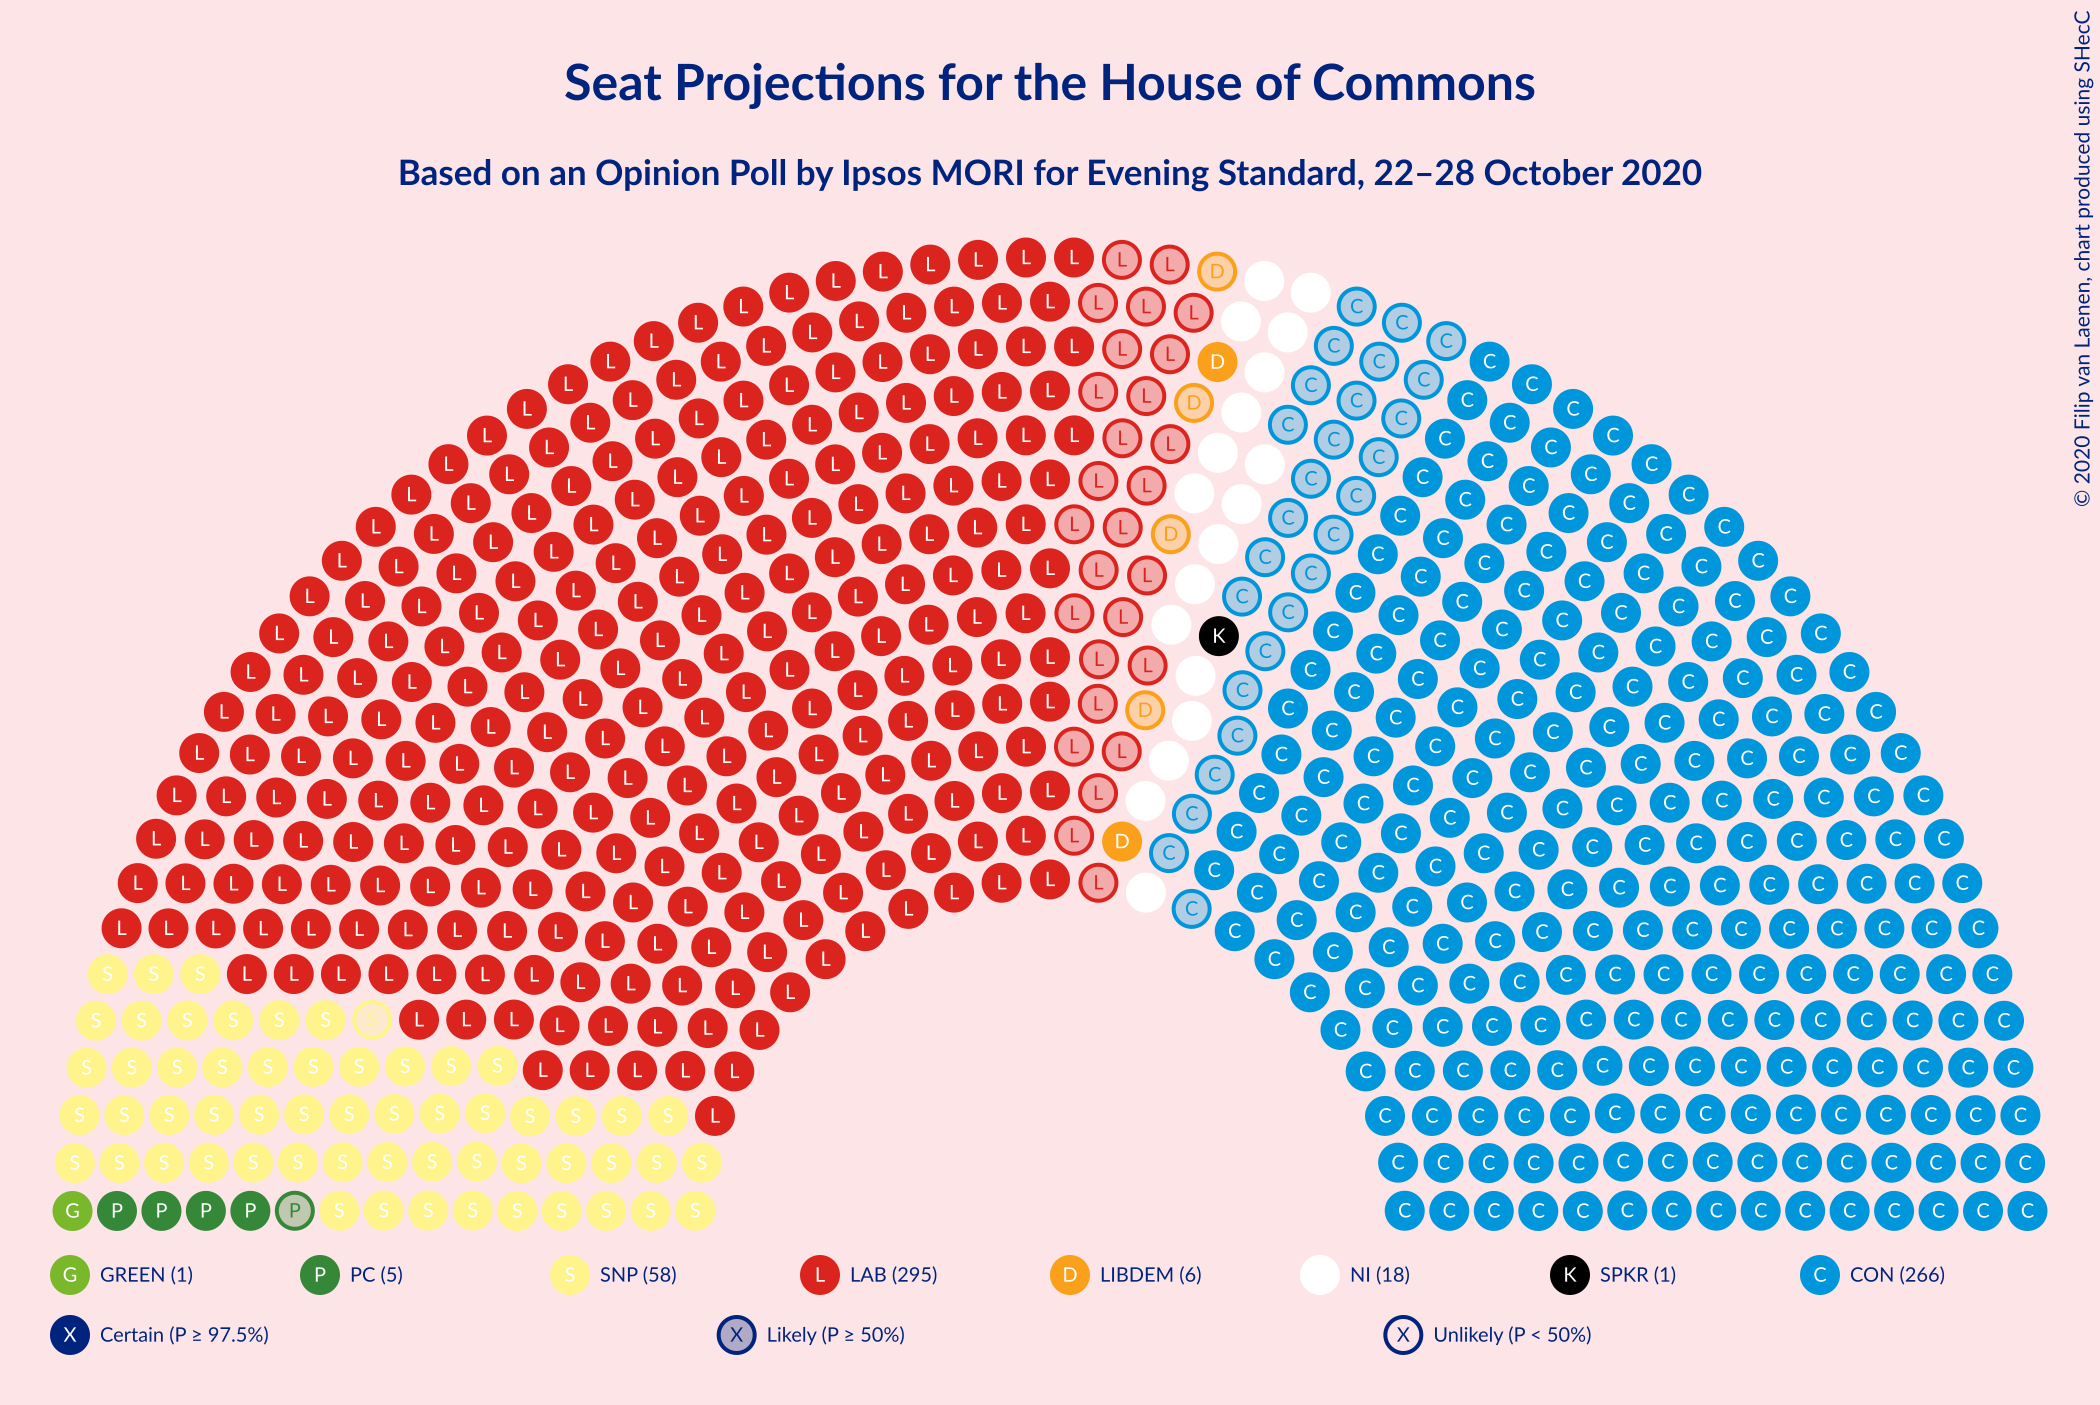 Seat Projections for the House of Commons
Based on an Opinion Poll by Ipsos MORI for Evening Standard, 22–28 October 2020
© 2020 Filip van Laenen, chart produced using SHecC
G GREEN (1) P PC (5) S SNP (58) L LAB (295) D LIBDEM (6) NI (18) K SPKR (1) C CON (266)
X Certain (P ≥ 97.5%) X Likely (P ≥ 50%) X Unlikely (P < 50%)